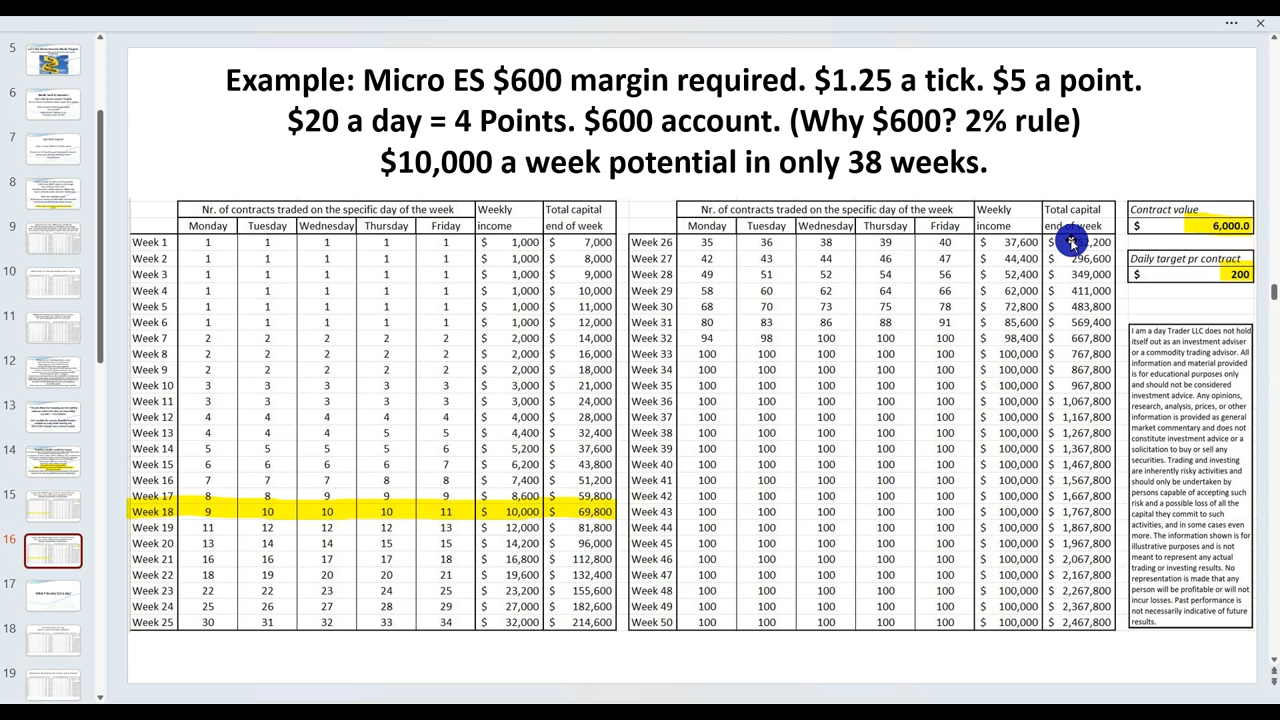 Example: Micro ES $600 margin required. $1.25 a tick. $5 a point.
$20 a day = 4 Points. $600 account. (Why $600? 2% rule)
$10,000 a week potential in only 38 weeks.
Nr. of contracts traded on the specific day of the week Weekly Total capital
Monday Tuesday Wednesday Thursday Friday income end of week
Week 1 1 1 1 1 1 $ 1,000 $ 7,000
Week 2 1 1 1 1 1 $ 1,000 $ 8,000
Week 3 1 1 1 1 1 $ 1,000 $ 9,000
Week 4 1 1 1 1 1 $ 1,000 $ 10,000
Week 5 1 1 1 1 1 $ 1,000 $ 11,000
Week 6 1 1 1 1 1 $ 1,000 $ 12,000
Week 7 2 2 2 2 2 $ 2,000 $ 14,000
Week 8 2 2 2 2 2 $ 2,000 $ 16,000
Week 9 2 2 2 2 2 $ 2,000 $ 18,000
Week 10 3 3 3 3 3 $ 3,000 $ 21,000
Week 11 3 3 3 3 3 $ 3,000 $ 24,000
Week 12 4 4 4 4 4 $ 4,000 $ 28,000
Week 13 4 4 4 5 5 $ 4,400 $ 32,400
Week 14 5 5 5 5 6 $ 5,200 $ 37,600
Week 15 6 6 6 6 7 $ 6,200 $ 43,800
Week 16 7 7 7 8 8 $ 7,400 $ 51,200
Week 17 8 8 9 9 9 $ 8,600 $ 59,800
Week 18 9 10 10 10 11 $ 10,000 $ 69,800
Week 19 11 12 12 12 13 $ 12,000 $ 81,800
Week 20 13 14 14 15 15 $ 14,200 $ 96,000
Week 21 16 16 17 17 18 $ 16,800 $ 112,800
Week 22 18 19 20 20 21 $ 19,600 $ 132,400
Week 23 22 22 23 24 25 $ 23,200 $ 155,600
Week 24 25 26 27 28 29 $ 27,000 $ 182,600
Week 25 30 31 32 33 34 $ 32,000 $ 214,600
Nr. of contracts traded on the specific day of the week Weekly Total capital
Monday Tuesday Wednesday Thursday Friday income end of week
Week 26 35 36 38 39 40 $ 37,600 $
Week 27 42 43 44 46 47 $ 44,400 $ 296,600
Week 28 49 51 52 54 56 $ 52,400 $ 349,000
Week 29 58 60 62 64 66 $ 62,000 $ 411,000
Week 30 68 70 73 75 78 $ 72,800 $ 483,800
Week 31 80 83 86 88 91 $ 85,600 $ 569,400
Week 32 94 98 100 100 100 $ 98,400 $ 667,800
Week 33 100 100 100 100 100 $ 100,000 $ 767,800
Week 34 100 100 100 100 100 $ 100,000 $ 867,800
Week 35 100 100 100 100 100 $ 100,000 $ 967,800
Week 36 100 100 100 100 100 $ 100,000 $ 1,067,800
Week 37 100 100 100 100 100 $ 100,000 $ 1,167,800
Week 38 100 100 100 100 100 $ 100,000 $ 1,267,800
Week 39 100 100 100 100 100 $ 100,000 $ 1,367,800
Week 40 100 100 100 100 100 $ 100,000 $ 1,467,800
Week 41 100 100 100 100 100 $ 100,000 $ 1,567,800
Week 42 100 100 100 100 100 $ 100,000 $ 1,667,800
Week 43 100 100 100 100 100 $ 100,000 $ 1,767,800
Week 44 100 100 100 100 100 $ 100,000 $ 1,867,800
Week 45 100 100 100 100 100 $ 100,000 $ 1,967,800
Week 46 100 100 100 100 100 $ 100,000 $ 2,067,800
Week 47 100 100 100 100 100 $ 100,000 $ 2,167,800
Week 48 100 100 100 100 100 $ 100,000 $ 2,267,800
Week 49 100 100 100 100 100 $ 100,000 $ 2,367,800
Week 50 100 100 100 100 100 $ 100,000 $ 2,467,800
Contract value
$ 6,000.0
Daily target pr contract
$ 200
I am a day Trader LLC does not hold
itself out as an investment adviser
or a commodity trading advisor. All
information and material provided
is for educational purposes only
and should not be considered
investment advice. Any opinions,
research, analysis, prices, or other
information is provided as general
market commentary and does not
constitute investment advice or a
solicitation to buy or sell any
securities. Trading and investing
are inherently risky activities and
should only be undertaken by
persons capable of accepting such
risk and a possible loss of all the
capital they commit to such
activities, and in some cases even
more. The information shown is for
illustrative purposes and is not
meant to represent any actual
trading or investing results. No
representation is made that any
person will be profitable or will not
incur losses. Past performance is
not necessarily indicative of future
results.
5
6
7
8
9
10
11
12
13
14
15
16
17
18
19